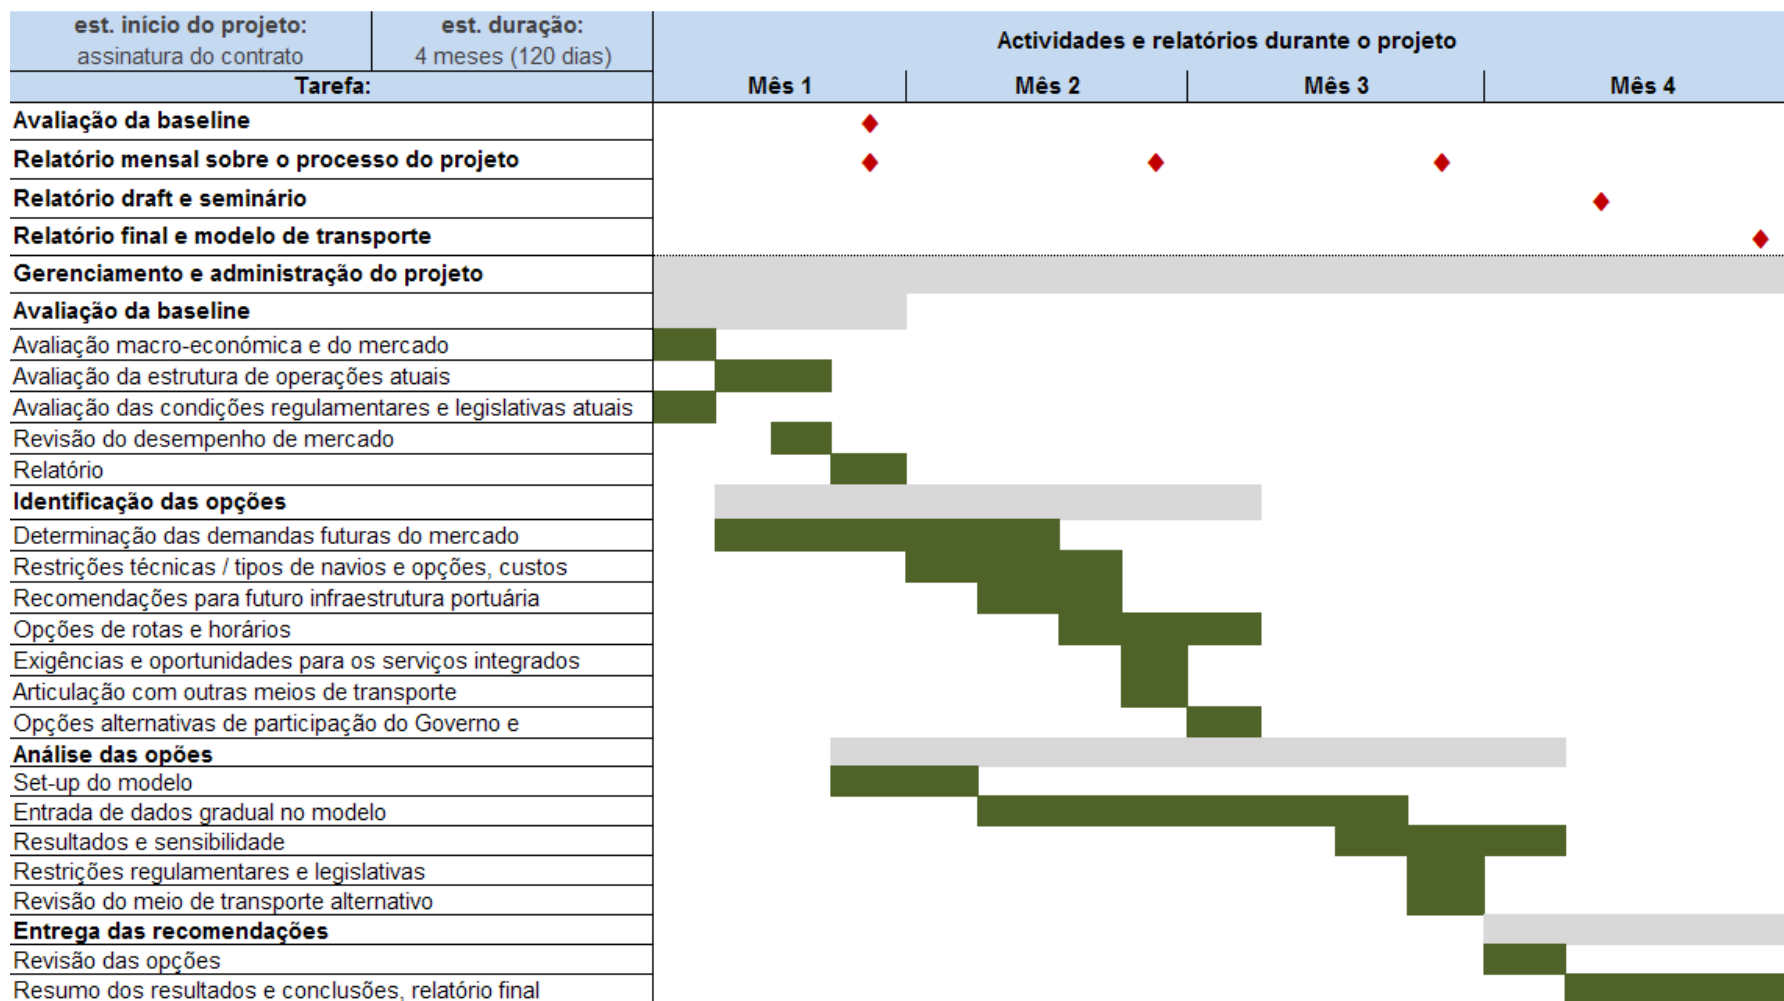 est. início do projeto:
assinatura do contrato
est. duração:
4 meses (120 dias)
Actividades e relatórios durante o projeto
Tarefa:
Mês 1
Mês 2
Mês 3
Mês 4
Avaliação da baseline
Relatório mensal sobre o processo do projeto
Relatório draft e seminário
Relatório final e modelo de transporte
Gerenciamento e administração do projeto
Avaliação da baseline
Avaliação macro-económica e do mercado
Avaliação da estrutura de operações atuais
Avaliação das condições regulamentares e legislativas atuais
Revisão do desempenho de mercado
Relatório
Identificação das opções
Determinação das demandas futuras do mercado
Restrições técnicas / tipos de navios e opções, custos
Recomendações para futuro infraestrutura portuária
Opções de rotas e horários
Exigências e oportunidades para os serviços integrados
Articulação com outras meios de transporte
Opções alternativas de participação do Governo e
Análise das opões
Set-up do modelo
Entrada de dados gradual no modelo
Resultados e sensibilidade
Restrições regulamentares e legislativas
Revisão do meio de transporte alternativo
Entrega das recomendações
Revisão das opções
Resumo dos resultados e conclusões, relatório final